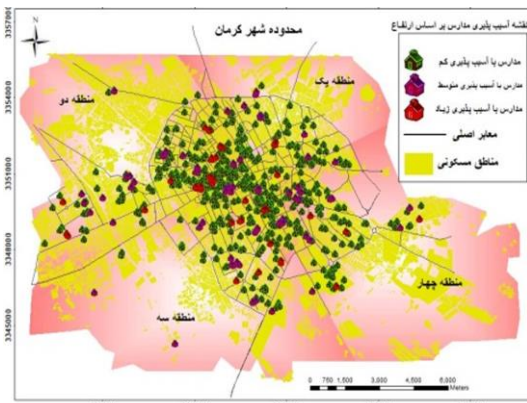 نقشه آسیب پذیری مدارس بر اساس ارتفاع
محدوده شهر کرمان
N
مدارس با آسیب پذیری کم
مدارس با آسیب پذیری متوسط
مدارس با آسیب پذیری زیاد
معابر اصلی
مناطق مسکونی
منطقه یک
منطقه دو
منطقه سه
منطقه چهار
3357000
3354000
3351000
3348000
3345000
0 750 1,500 3,000 4,500 6,000
Meters